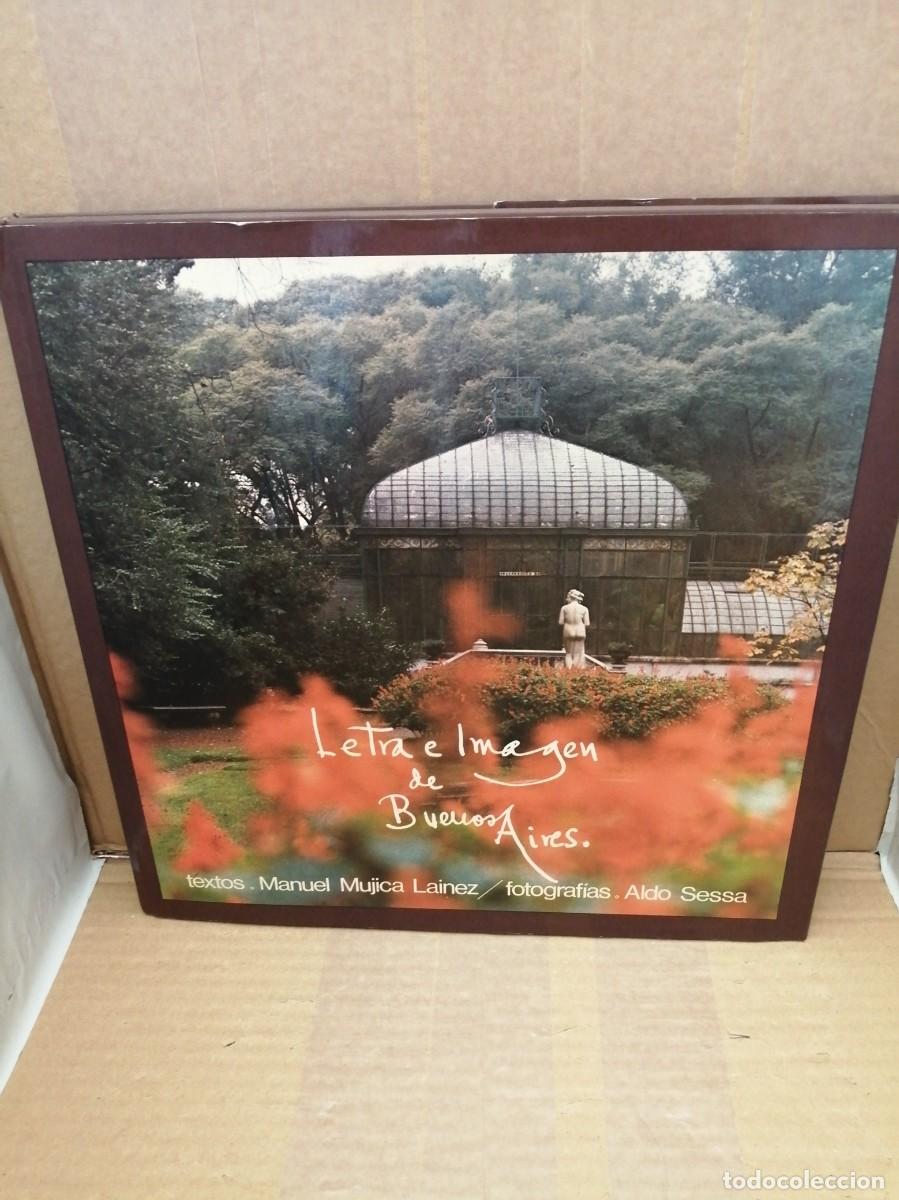 Letra e Imagen
de
Buenos Aires.
textos. Manuel Mujica Lainez / fotografías. Aldo Sessa
todocoleccion